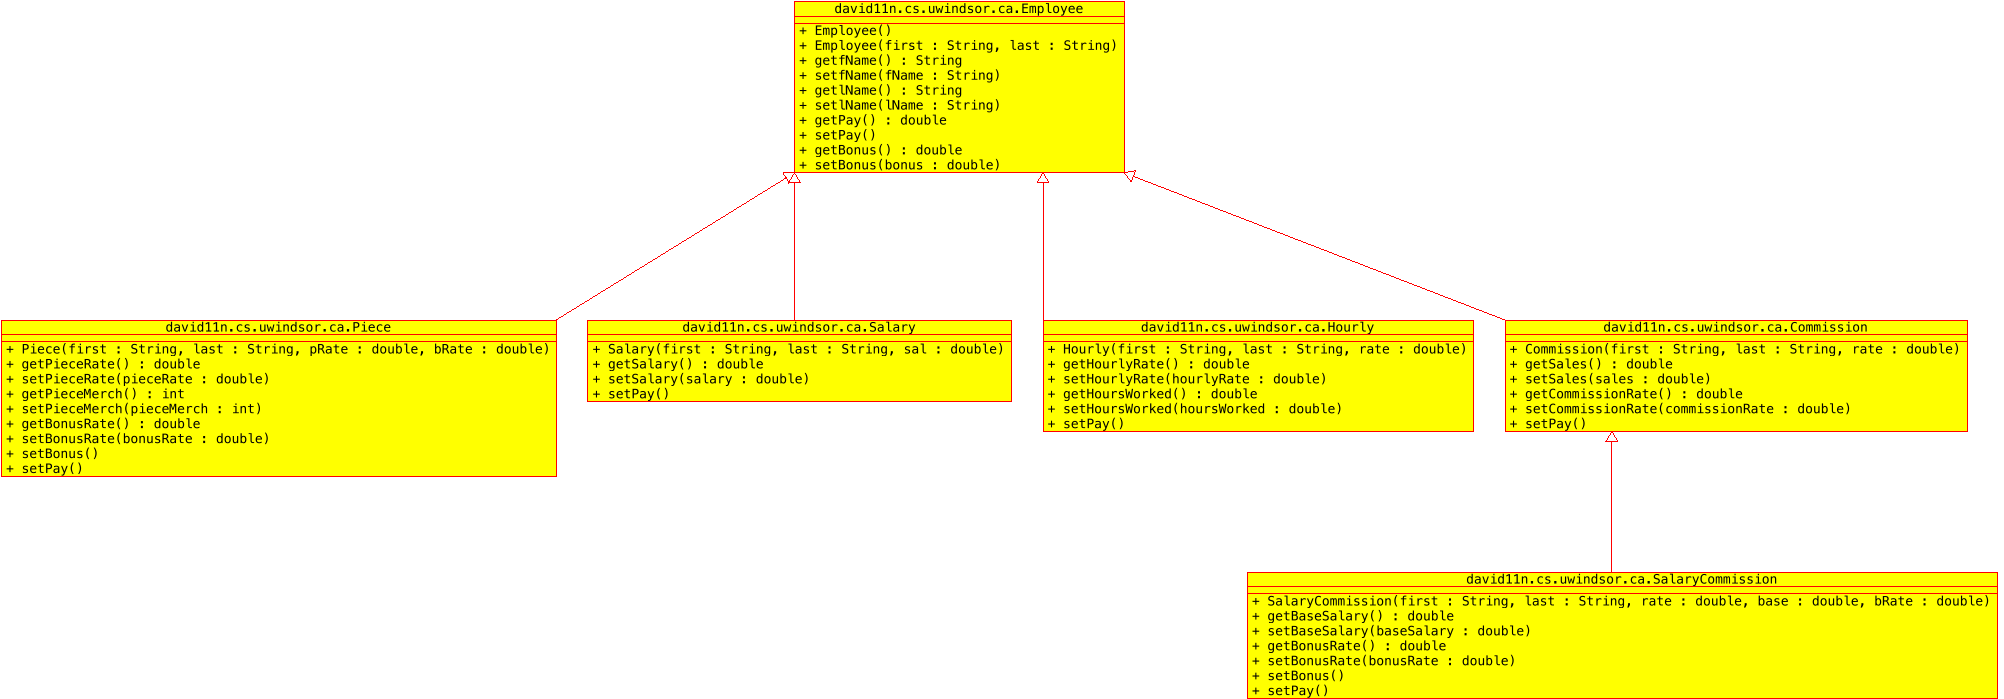 david11n.cs.uwindsor.ca.Employee
+ Employee()
+ Employee(first : String, last : String)
+ getfName() : String
+ setfName(fName : String)
+ getlName() : String
+ setlName(lName : String)
+ getPay() : double
+ setPay()
+ getBonus() : double
+ setBonus(bonus : double)
david11n.cs.uwindsor.ca.Piece
+ Piece(first : String, last : String, pRate : double, bRate : double)
+ getPieceRate() : double
+ setPieceRate(pieceRate : double)
+ getPieceMerch() : int
+ setPieceMerch(pieceMerch : int)
+ getBonusRate() : double
+ setBonusRate(bonusRate : double)
+ setBonus()
+ setPay()
david11n.cs.uwindsor.ca.Salary
+ Salary(first : String, last : String, sal : double)
+ getSalary() : double
+ setSalary(salary : double)
+ setPay()
david11n.cs.uwindsor.ca.Hourly
+ Hourly(first : String, last : String, rate : double)
+ getHourlyRate() : double
+ setHourlyRate(hourlyRate : double)
+ getHoursWorked() : double
+ setHoursWorked(hoursWorked : double)
+ setPay()
david11n.cs.uwindsor.ca.Commission
+ Commission(first : String, last : String, rate : double)
+ getSales() : double
+ setSales(sales : double)
+ getCommissionRate() : double
+ setCommissionRate(commissionRate : double)
+ setPay()
david11n.cs.uwindsor.ca.SalaryCommission
+ SalaryCommission(first : String, last : String, rate : double, base : double, bRate : double)
+ getBaseSalary() : double
+ setBaseSalary(baseSalary : double)
+ getBonusRate() : double
+ setBonusRate(bonusRate : double)
+ setBonus()
+ setPay()